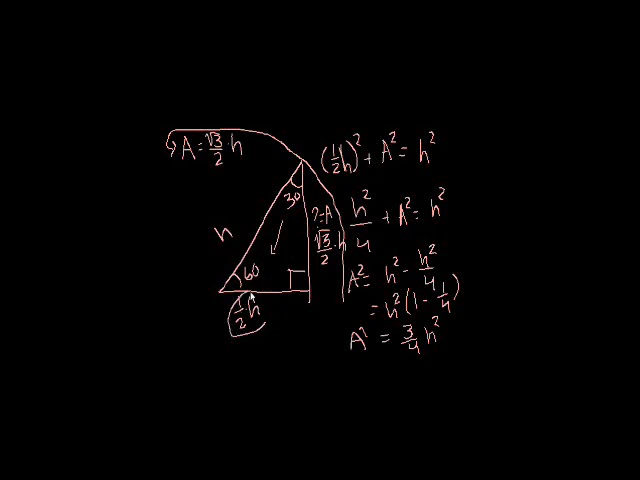 A = √3/2 · h
(1/2 h)² + A² = h²
30
? = A
h²/4 + A² = h²
√3/2 · h
h
60
A² = h² - h²/4
= h² (1 - 1/4)
1/2 h
A² = 3/4 h²